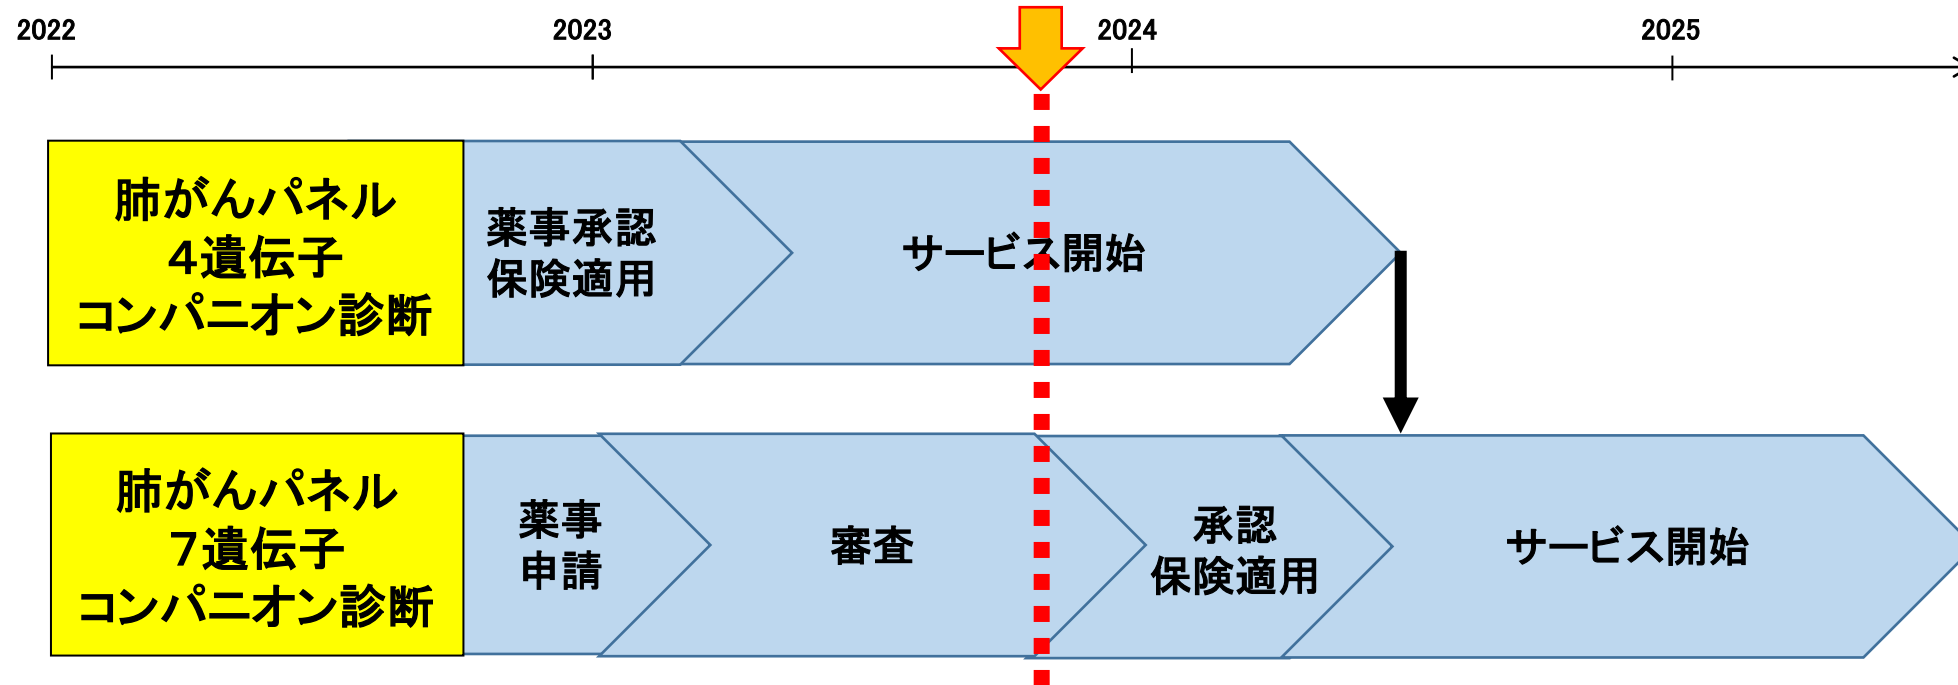 2022
2023
2024
2025
肺がんパネル
4遺伝子
コンパニオン診断
薬事承認
保険適用
サービス開始
肺がんパネル
7遺伝子
コンパニオン診断
薬事
申請
審査
承認
保険適用
サービス開始